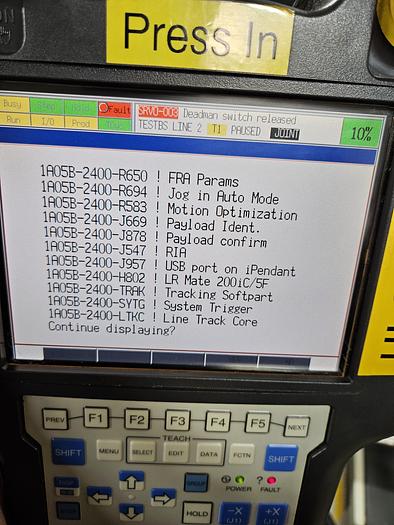 Press In
Busy Step Hold Fault
Run I/O Prod
SRVO-003 Deadman switch released
TESTBS LINE 2 T1 PAUSED JOINT
10%
1A05B-2400-R650 ! FRA Params
1A05B-2400-R694 ! Jog in Auto Mode
1A05B-2400-R583 ! Motion Optimization
1A05B-2400-J669 ! Payload Ident.
1A05B-2400-J878 ! Payload confirm
1A05B-2400-J547 ! RIA
1A05B-2400-J957 ! USB port on iPendant
1A05B-2400-H802 ! LR Mate 200iC/5F
1A05B-2400-TRAK ! Tracking Softpart
1A05B-2400-SYTG ! System Trigger
1A05B-2400-LTKC ! Line Track Core
Continue displaying?
PREV F1 F2 F3 F4 F5 NEXT
TEACH
SHIFT MENU SELECT EDIT DATA FCTN SHIFT
GROUP
POWER FAULT
HOLD
-X +X
(J1) (J1)